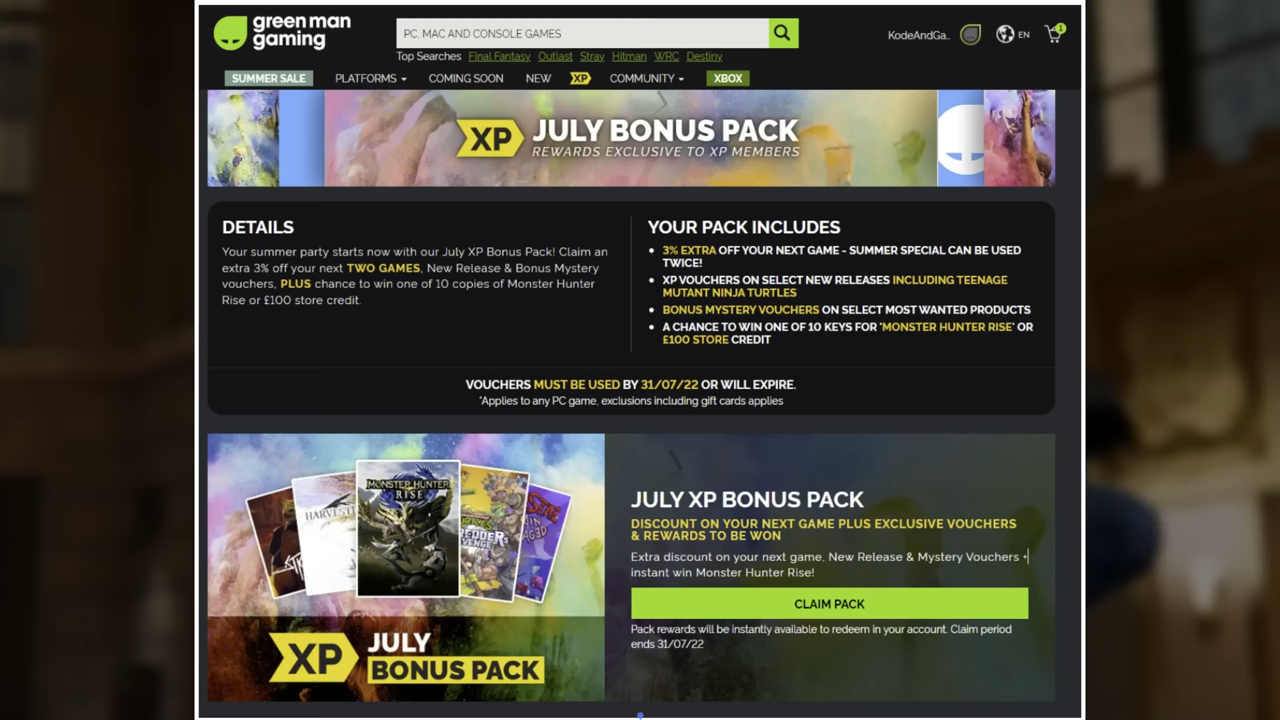 green man
gaming
PC, MAC AND CONSOLE GAMES
KodeAndGa..
EN
1
Top Searches Final Fantasy Outlast Stray Hitman WRC Destiny
SUMMER SALE PLATFORMS COMING SOON NEW XP COMMUNITY XBOX
XP JULY BONUS PACK
REWARDS EXCLUSIVE TO XP MEMBERS
DETAILS
Your summer party starts now with our July XP Bonus Pack! Claim an
extra 3% off your next TWO GAMES, New Release & Bonus Mystery
vouchers, PLUS chance to win one of 10 copies of Monster Hunter
Rise or £100 store credit.
YOUR PACK INCLUDES
• 3% EXTRA OFF YOUR NEXT GAME - SUMMER SPECIAL CAN BE USED
TWICE!
• XP VOUCHERS ON SELECT NEW RELEASES INCLUDING TEENAGE
MUTANT NINJA TURTLES
• BONUS MYSTERY VOUCHERS ON SELECT MOST WANTED PRODUCTS
• A CHANCE TO WIN ONE OF 10 KEYS FOR 'MONSTER HUNTER RISE' OR
£100 STORE CREDIT
VOUCHERS MUST BE USED BY 31/07/22 OR WILL EXPIRE.
*Applies to any PC game, exclusions including gift cards applies
MONSTER HUNTER
RISE
XP JULY
BONUS PACK
JULY XP BONUS PACK
DISCOUNT ON YOUR NEXT GAME PLUS EXCLUSIVE VOUCHERS
& REWARDS TO BE WON
Extra discount on your next game, New Release & Mystery Vouchers +
instant win Monster Hunter Rise!
CLAIM PACK
Pack rewards will be instantly available to redeem in your account. Claim period
ends 31/07/22